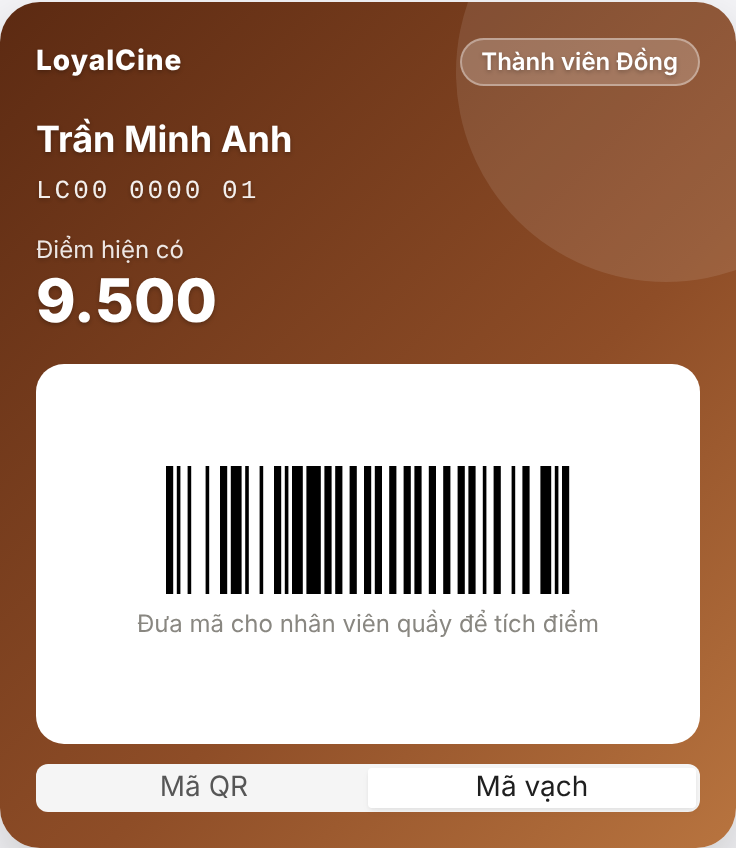 LoyalCine
Thành viên Đồng
Trần Minh Anh
LC00 0000 01
Điểm hiện có
9.500
Đưa mã cho nhân viên quầy để tích điểm
Mã QR
Mã vạch